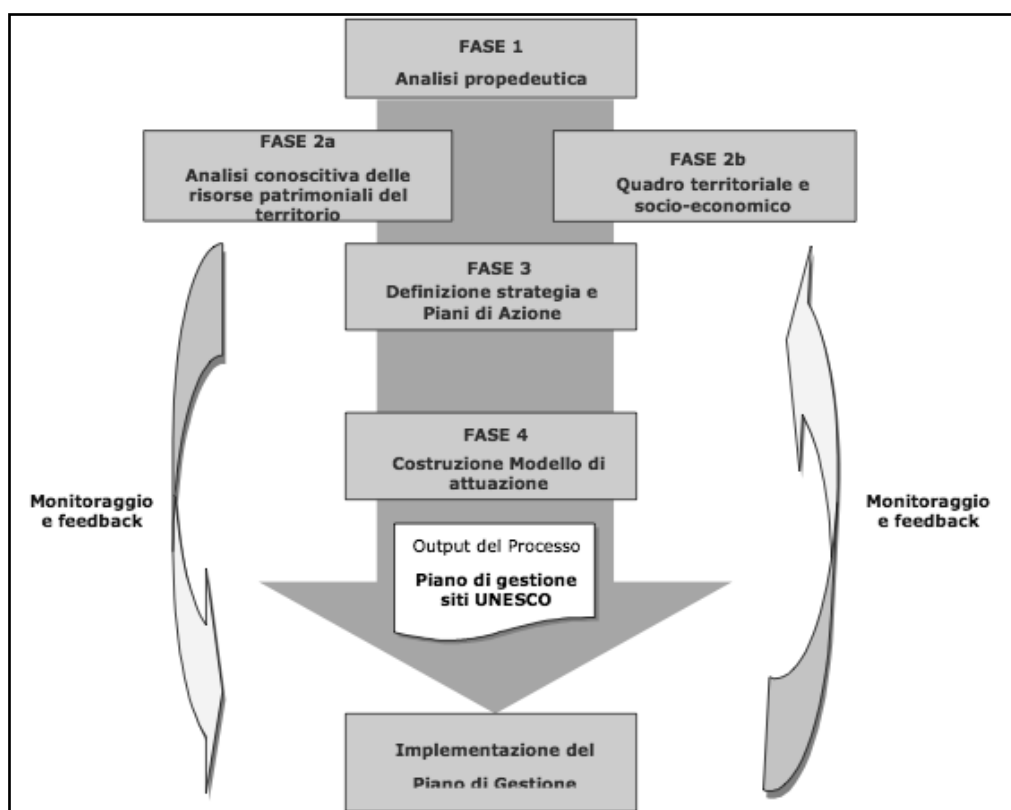 FASE 1
Analisi propedeutica
FASE 2a
Analisi conoscitiva delle
risorse patrimoniali del
territorio
FASE 2b
Quadro territoriale e
socio-economico
FASE 3
Definizione strategia e
Piani di Azione
FASE 4
Costruzione Modello di
attuazione
Monitoraggio
e feedback
Monitoraggio
e feedback
Output del Processo
Piano di gestione
siti UNESCO
Implementazione del
Piano di Gestione